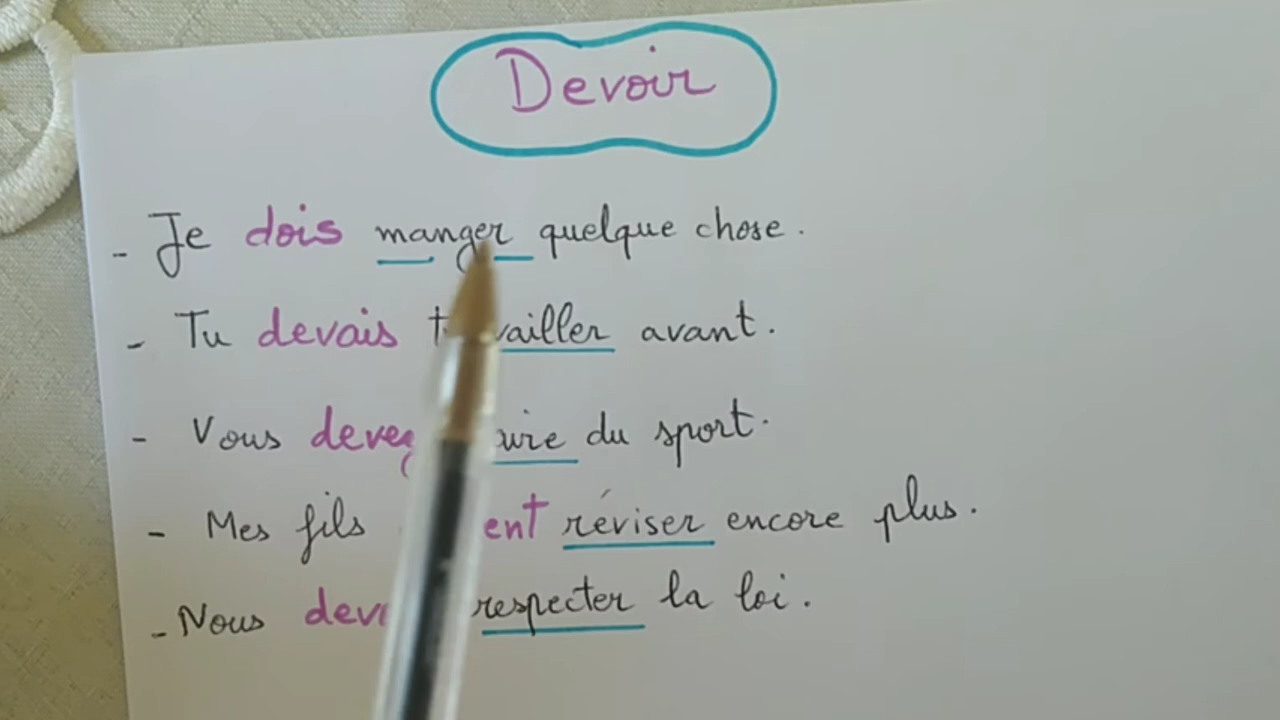 Devoir
- Je dois manger quelque chose.
- Tu devais travailler avant.
- Vous devez faire du sport.
- Mes fils réviser encore plus.
- Nous respecter la loi.